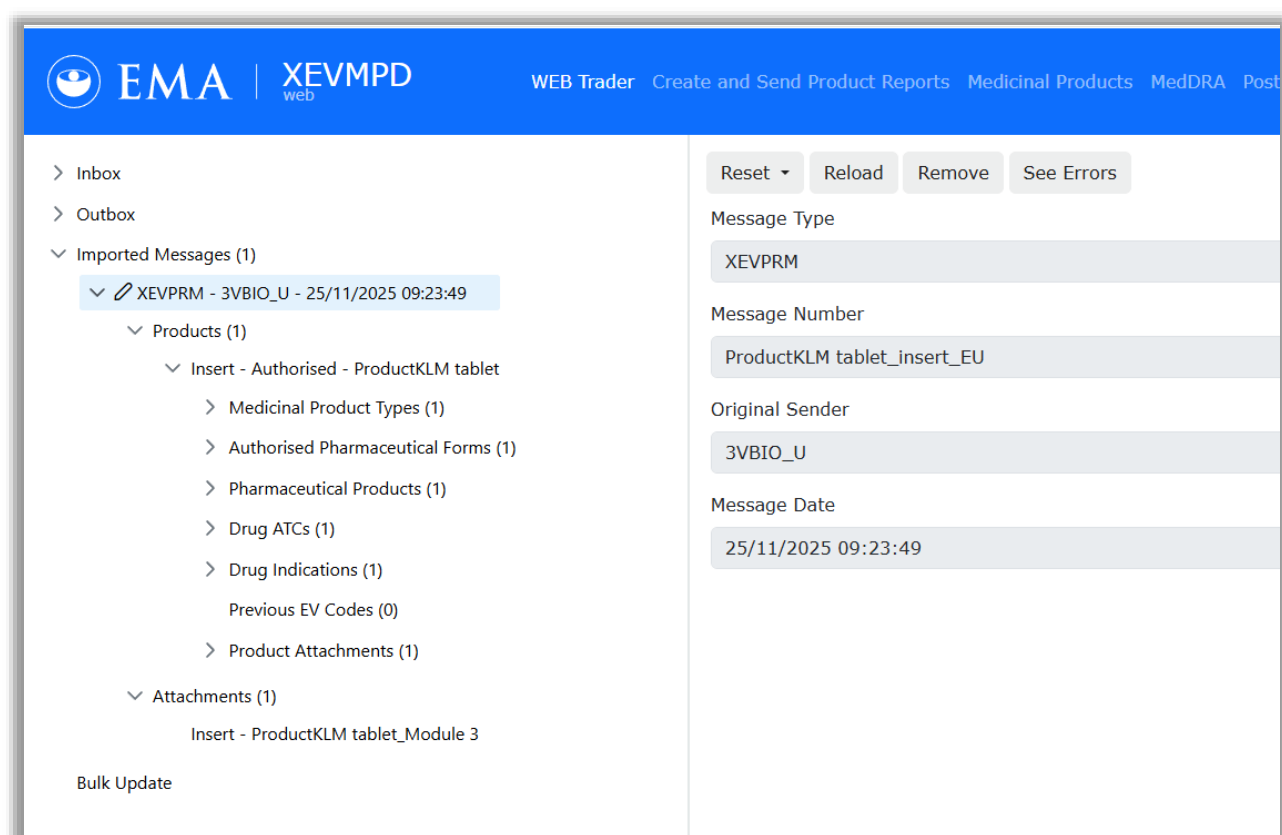 EMA | XEVMPD
web
WEB Trader Create and Send Product Reports Medicinal Products MedDRA Post
Inbox
Outbox
Imported Messages (1)
XEVPRM - 3VBIO_U - 25/11/2025 09:23:49
Products (1)
Insert - Authorised - ProductKLM tablet
Medicinal Product Types (1)
Authorised Pharmaceutical Forms (1)
Pharmaceutical Products (1)
Drug ATCs (1)
Drug Indications (1)
Previous EV Codes (0)
Product Attachments (1)
Attachments (1)
Insert - ProductKLM tablet_Module 3
Bulk Update
Reset Reload Remove See Errors
Message Type
XEVPRM
Message Number
ProductKLM tablet_insert_EU
Original Sender
3VBIO_U
Message Date
25/11/2025 09:23:49